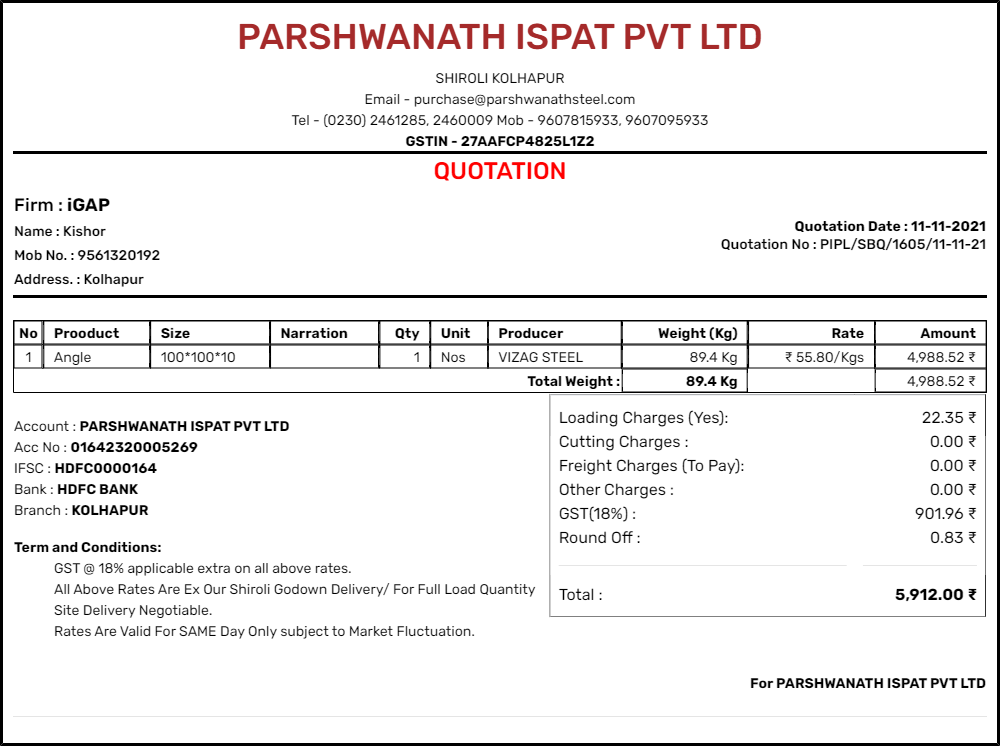 PARSHWANATH ISPAT PVT LTD
SHIROLI KOLHAPUR
Email - purchase@parshwanathsteel.com
Tel - (0230) 2461285, 2460009 Mob - 9607815933, 9607095933
GSTIN - 27AAFCP4825L1Z2
QUOTATION
Firm : iGAP
Name : Kishor
Mob No. : 9561320192
Address. : Kolhapur
Quotation Date : 11-11-2021
Quotation No : PIPL/SBQ/1605/11-11-21
No Prooduct Size Narration Qty Unit Producer Weight (Kg) Rate Amount
1 Angle 100*100*10 1 Nos VIZAG STEEL 89.4 Kg ₹ 55.80/Kgs 4,988.52 ₹
Total Weight : 89.4 Kg 4,988.52 ₹
Account : PARSHWANATH ISPAT PVT LTD
Acc No : 01642320005269
IFSC : HDFC0000164
Bank : HDFC BANK
Branch : KOLHAPUR
Term and Conditions:
GST @ 18% applicable extra on all above rates.
All Above Rates Are Ex Our Shiroli Godown Delivery/ For Full Load Quantity
Site Delivery Negotiable.
Rates Are Valid For SAME Day Only subject to Market Fluctuation.
Loading Charges (Yes): 22.35 ₹
Cutting Charges : 0.00 ₹
Freight Charges (To Pay): 0.00 ₹
Other Charges : 0.00 ₹
GST(18%) : 901.96 ₹
Round Off : 0.83 ₹
Total : 5,912.00 ₹
For PARSHWANATH ISPAT PVT LTD